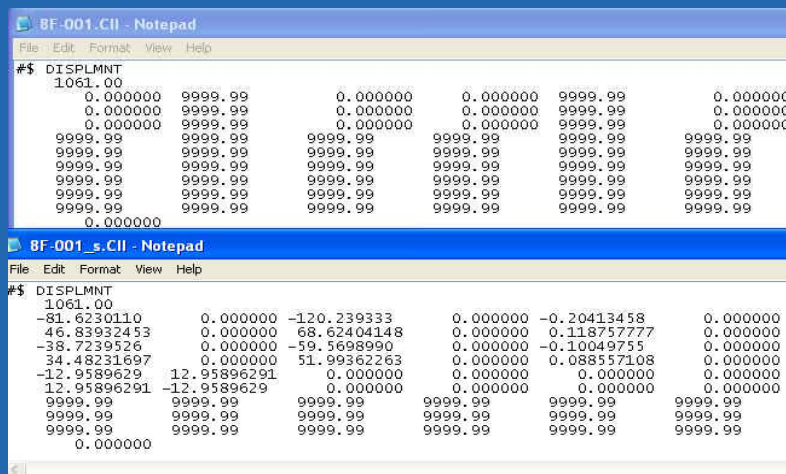 8F-001.CII - Notepad
File Edit Format View Help
#$ DISPLMNT
1061.00
0.000000 9999.99 0.000000 0.000000 9999.99 0.000000
0.000000 9999.99 0.000000 0.000000 9999.99 0.000000
0.000000 9999.99 0.000000 0.000000 9999.99 0.000000
9999.99 9999.99 9999.99 9999.99 9999.99 9999.99
9999.99 9999.99 9999.99 9999.99 9999.99 9999.99
9999.99 9999.99 9999.99 9999.99 9999.99 9999.99
9999.99 9999.99 9999.99 9999.99 9999.99 9999.99
9999.99 9999.99 9999.99 9999.99 9999.99 9999.99
9999.99 9999.99 9999.99 9999.99 9999.99 9999.99
0.000000
8F-001_s.CII - Notepad
File Edit Format View Help
#$ DISPLMNT
1061.00
-81.6230110 0.000000 -120.239333 0.000000 -0.20413458 0.000000
46.83932453 0.000000 68.62404148 0.000000 0.118757777 0.000000
-38.7239526 0.000000 -59.5698990 0.000000 -0.10049755 0.000000
34.48231697 0.000000 51.99362263 0.000000 0.088557108 0.000000
-12.9589629 12.95896291 0.000000 0.000000 0.000000 0.000000
12.95896291 -12.9589629 0.000000 0.000000 0.000000 0.000000
9999.99 9999.99 9999.99 9999.99 9999.99 9999.99
9999.99 9999.99 9999.99 9999.99 9999.99 9999.99
9999.99 9999.99 9999.99 9999.99 9999.99 9999.99
0.000000